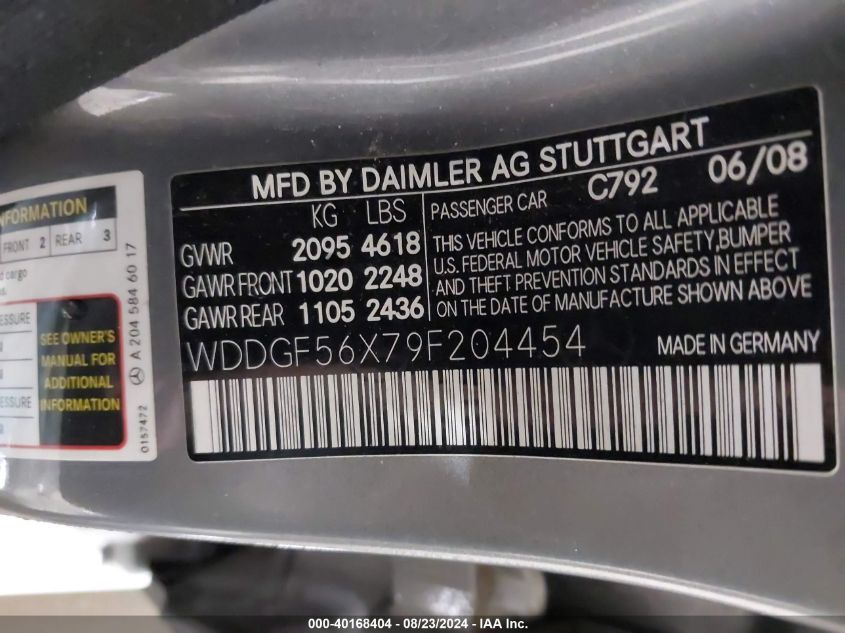 MFD BY DAIMLER AG STUTTGART
KG LBS
GVWR 2095 4618
GAWR FRONT 1020 2248
GAWR REAR 1105 2436
PASSENGER CAR C792 06/08
THIS VEHICLE CONFORMS TO ALL APPLICABLE
U.S. FEDERAL MOTOR VEHICLE SAFETY, BUMPER
AND THEFT PREVENTION STANDARDS IN EFFECT
ON THE DATE OF MANUFACTURE SHOWN ABOVE
WDDGF56X79F204454 MADE IN GERMANY
FRONT 2 REAR 3
cargo
SEE OWNER'S
MANUAL FOR
ADDITIONAL
INFORMATION
A 204 584 60 17
0157472
000-40168404 - 08/23/2024 - IAA Inc.